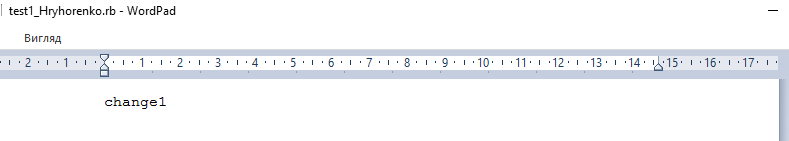 test1_Hryhorenko.rb - WordPad
Вигляд
2 1 1 2 3 4 5 6 7 8 9 10 11 12 13 14 15 16 17
change1